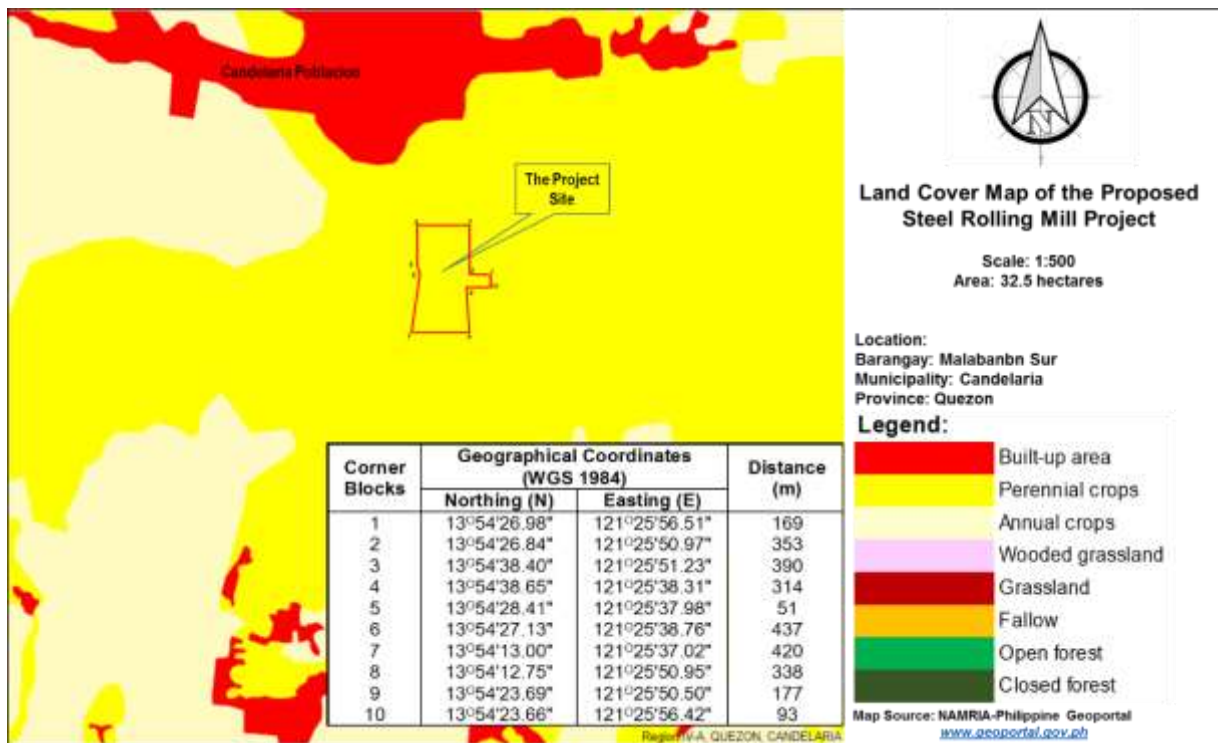 Candelaria Poblacion
The Project
Site
N
Land Cover Map of the Proposed
Steel Rolling Mill Project
Scale: 1:500
Area: 32.5 hectares
Location:
Barangay: Malabanbn Sur
Municipality: Candelaria
Province: Quezon
Legend:
Built-up area
Perennial crops
Annual crops
Wooded grassland
Grassland
Fallow
Open forest
Closed forest
Map Source: NAMRIA-Philippine Geoportal
www.geoportal.gov.ph
Corner Blocks Geographical Coordinates (WGS 1984) Distance (m)
Northing (N) Easting (E)
1 13O54'26.98" 121O25'56.51" 169
2 13O54'26.84" 121O25'50.97" 353
3 13O54'38.40" 121O25'51.23" 390
4 13O54'38.65" 121O25'38.31" 314
5 13O54'28.41" 121O25'37.98" 51
6 13O54'27.13" 121O25'38.76" 437
7 13O54'13.00" 121O25'37.02" 420
8 13O54'12.75" 121O25'50.95" 338
9 13O54'23.69" 121O25'50.50" 177
10 13O54'23.66" 121O25'56.42" 93
Region IV-A, QUEZON, CANDELARIA